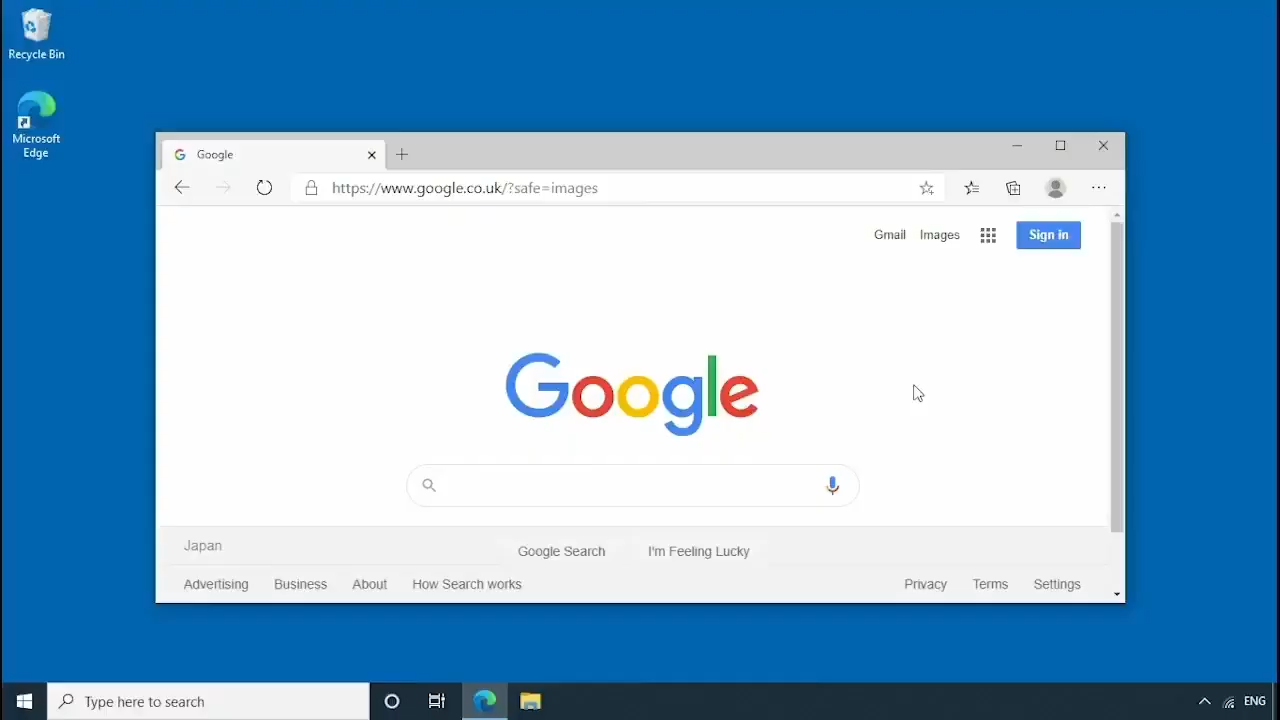 Recycle Bin
Microsoft
Edge
Google
https://www.google.co.uk/?safe=images
Gmail Images Sign in
Google
Japan
Google Search I'm Feeling Lucky
Advertising Business About How Search works Privacy Terms Settings
Type here to search
ENG